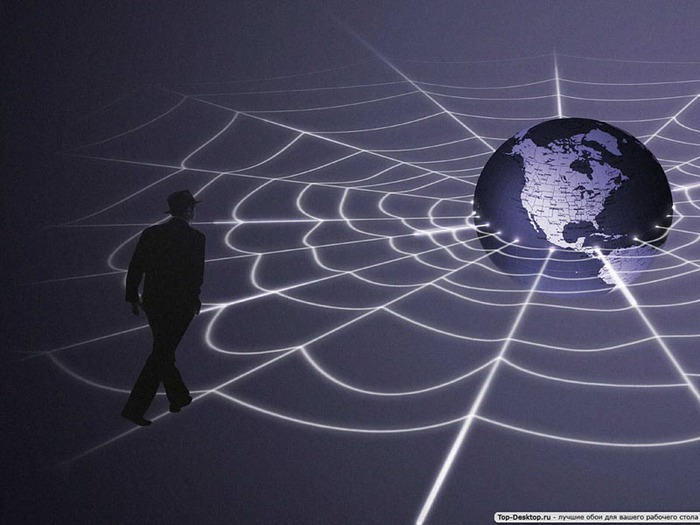 Top-Desktop.ru - лучшие обои для вашего рабочего стола